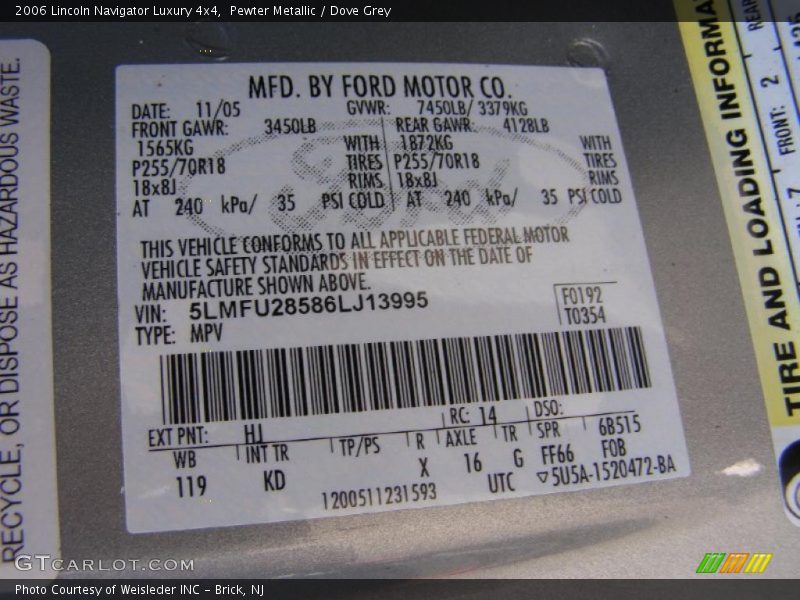 2006 Lincoln Navigator Luxury 4x4,  Pewter Metallic / Dove Grey
RECYCLE, OR DISPOSE AS HAZARDOUS WASTE.
MFD. BY FORD MOTOR CO.
DATE: 11/05 GVWR: 7450LB/ 3379KG
FRONT GAWR: 3450LB REAR GAWR: 4128LB
1565KG WITH 1872KG WITH
P255/70R18 TIRES P255/70R18 TIRES
18x8J RIMS 18x8J RIMS
AT 240 kPa/ 35 PSI COLD AT 240 kPa/ 35 PSI COLD
Ford
THIS VEHICLE CONFORMS TO ALL APPLICABLE FEDERAL MOTOR
VEHICLE SAFETY STANDARDS IN EFFECT ON THE DATE OF
MANUFACTURE SHOWN ABOVE.
VIN: 5LMFU28586LJ13995 F0192
TYPE: MPV T0354
EXT PNT: HJ RC: 14 DSO:
WB INT TR TP/PS R AXLE TR SPR 6B515
119 KD X 16 G FF66 F0B
1200511231593 UTC ▽5U5A-1520472-BA
TIRE AND LOADING INFORMA
FRONT: 2 REAR
GTCARLOT.COM
Photo Courtesy of Weisleder INC – Brick, NJ